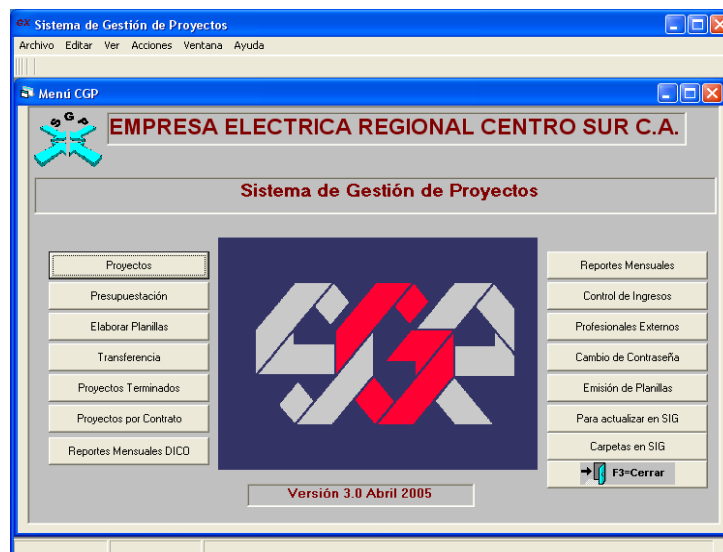 Sistema de Gestión de Proyectos
Archivo Editar Ver Acciones Ventana Ayuda
Menú CGP
SGP
EMPRESA ELECTRICA REGIONAL CENTRO SUR C.A.
Sistema de Gestión de Proyectos
Proyectos
Presupuestación
Elaborar Planillas
Transferencia
Proyectos Terminados
Proyectos por Contrato
Reportes Mensuales DICO
SGP
Reportes Mensuales
Control de Ingresos
Profesionales Externos
Cambio de Contraseña
Emisión de Planillas
Para actualizar en SIG
Carpetas en SIG
F3=Cerrar
Versión 3.0 Abril 2005